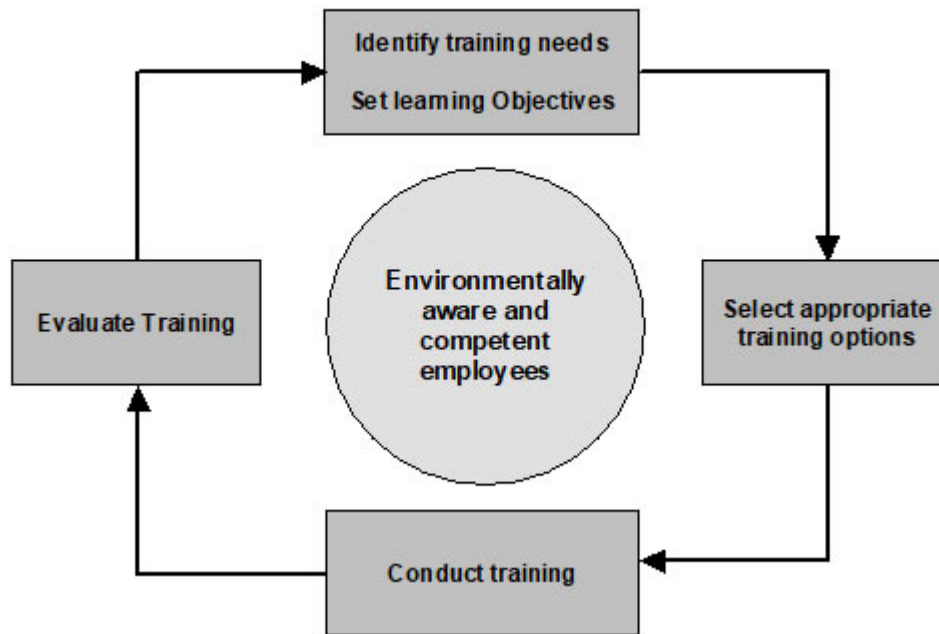 Identify training needs
Set learning Objectives
Environmentally
aware and
competent
employees
Evaluate Training
Select appropriate
training options
Conduct training